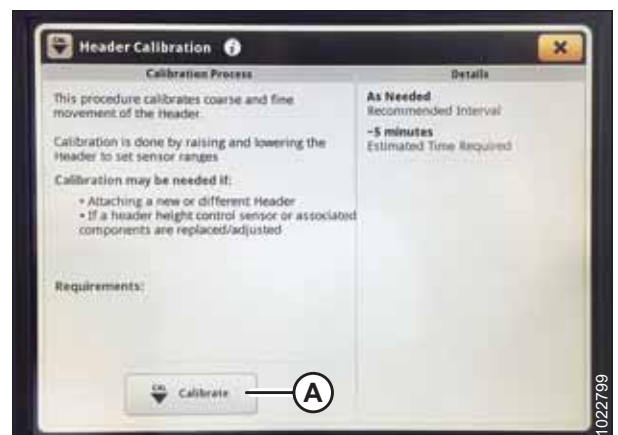 CAL
Header Calibration i
×
Calibration Process
Details
This procedure calibrates coarse and fine
movement of the Header.
Calibration is done by raising and lowering the
Header to set sensor ranges
Calibration may be needed if:
• Attaching a new or different Header
• If a header height control sensor or associated
components are replaced/adjusted
Requirements:
As Needed
Recommended Interval
~5 minutes
Estimated Time Required
CAL
Calibrate
A
1022799